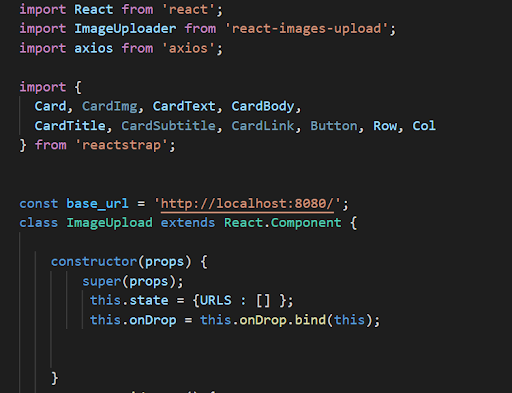 import React from 'react';
import ImageUploader from 'react-images-upload';
import axios from 'axios';
import {
Card, CardImg, CardText, CardBody,
CardTitle, CardSubtitle, CardLink, Button, Row, Col
} from 'reactstrap';
const base_url = 'http://localhost:8080/';
class ImageUpload extends React.Component {
constructor(props) {
super(props);
this.state = {URLS : [] };
this.onDrop = this.onDrop.bind(this);
}